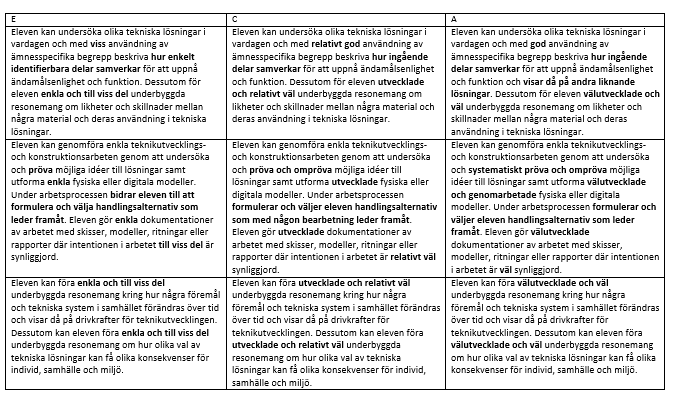 E
Eleven kan undersöka olika tekniska lösningar i
vardagen och med viss användning av
ämnesspecifika begrepp beskriva hur enkelt
identifierbara delar samverkar för att uppnå
ändamålsenlighet och funktion. Dessutom för
eleven enkla och till viss del underbyggda
resonemang om likheter och skillnader mellan
några material och deras användning i tekniska
lösningar.
C
Eleven kan undersöka olika tekniska lösningar i
vardagen och med relativt god användning av
ämnesspecifika begrepp beskriva hur ingående
delar samverkar för att uppnå ändamålsenlighet
och funktion. Dessutom för eleven utvecklade
och relativt väl underbyggda resonemang om
likheter och skillnader mellan några material och
deras användning i tekniska lösningar.
A
Eleven kan undersöka olika tekniska lösningar i
vardagen och med god användning av
ämnesspecifika begrepp beskriva hur ingående
delar samverkar för att uppnå ändamålsenlighet
och funktion och visar då på andra liknande
lösningar. Dessutom för eleven välutvecklade och
väl underbyggda resonemang om likheter och
skillnader mellan några material och deras
användning i tekniska lösningar.
Eleven kan genomföra enkla teknikutvecklings-
och konstruktionsarbeten genom att undersöka
och pröva möjliga idéer till lösningar samt
utforma enkla fysiska eller digitala modeller.
Under arbetsprocessen bidrar eleven till att
formulera och välja handlingsalternativ som
leder framåt. Eleven gör enkla dokumentationer
av arbetet med skisser, modeller, ritningar eller
rapporter där intentionen i arbetet till viss del är
synliggjord.
Eleven kan genomföra enkla teknikutvecklings-
och konstruktionsarbeten genom att undersöka
och pröva och ompröva möjliga idéer till
lösningar samt utforma utvecklade fysiska eller
digitala modeller. Under arbetsprocessen
formulerar och väljer eleven handlingsalternativ
som med någon bearbetning leder framåt.
Eleven gör utvecklade dokumentationer av
arbetet med skisser, modeller, ritningar eller
rapporter där intentionen i arbetet är relativt väl
synliggjord.
Eleven kan genomföra enkla teknikutvecklings-
och konstruktionsarbeten genom att undersöka
och systematiskt pröva och ompröva möjliga
idéer till lösningar samt utforma välutvecklade
och genomarbetade fysiska eller digitala
modeller. Under arbetsprocessen formulerar och
väljer eleven handlingsalternativ som leder
framåt. Eleven gör välutvecklade
dokumentationer av arbetet med skisser,
modeller, ritningar eller rapporter där intentionen
i arbetet är väl synliggjord.
Eleven kan föra enkla och till viss del
underbyggda resonemang kring hur några föremål
och tekniska system i samhället förändras över tid
och visar då på drivkrafter för teknikutvecklingen.
Dessutom kan eleven föra enkla och till viss del
underbyggda resonemang om hur olika val av
tekniska lösningar kan få olika konsekvenser för
individ, samhälle och miljö.
Eleven kan föra utvecklade och relativt väl
underbyggda resonemang kring hur några
föremål och tekniska system i samhället förändras
över tid och visar då på drivkrafter för
teknikutvecklingen. Dessutom kan eleven föra
utvecklade och relativt väl underbyggda
resonemang om hur olika val av tekniska
lösningar kan få olika konsekvenser för individ,
samhälle och miljö.
Eleven kan föra välutvecklade och väl
underbyggda resonemang kring hur några
föremål och tekniska system i samhället förändras
över tid och visar då på drivkrafter för
teknikutvecklingen. Dessutom kan eleven föra
välutvecklade och väl underbyggda resonemang
om hur olika val av tekniska lösningar kan få olika
konsekvenser för individ, samhälle och miljö.